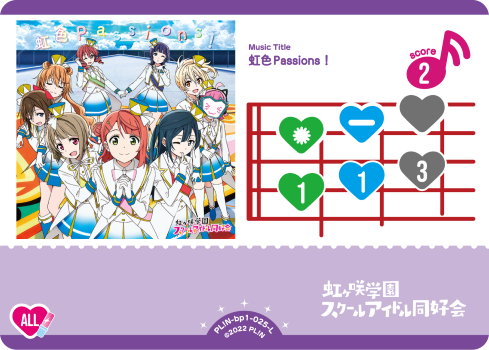 虹色Passions!
Music Title
虹色Passions！
score
2
1
1
3
虹ヶ咲学園
スクールアイドル同好会
虹ヶ咲学園
スクールアイドル同好会
ALL
PL!N-bp1-025-L
©2022 PL!N